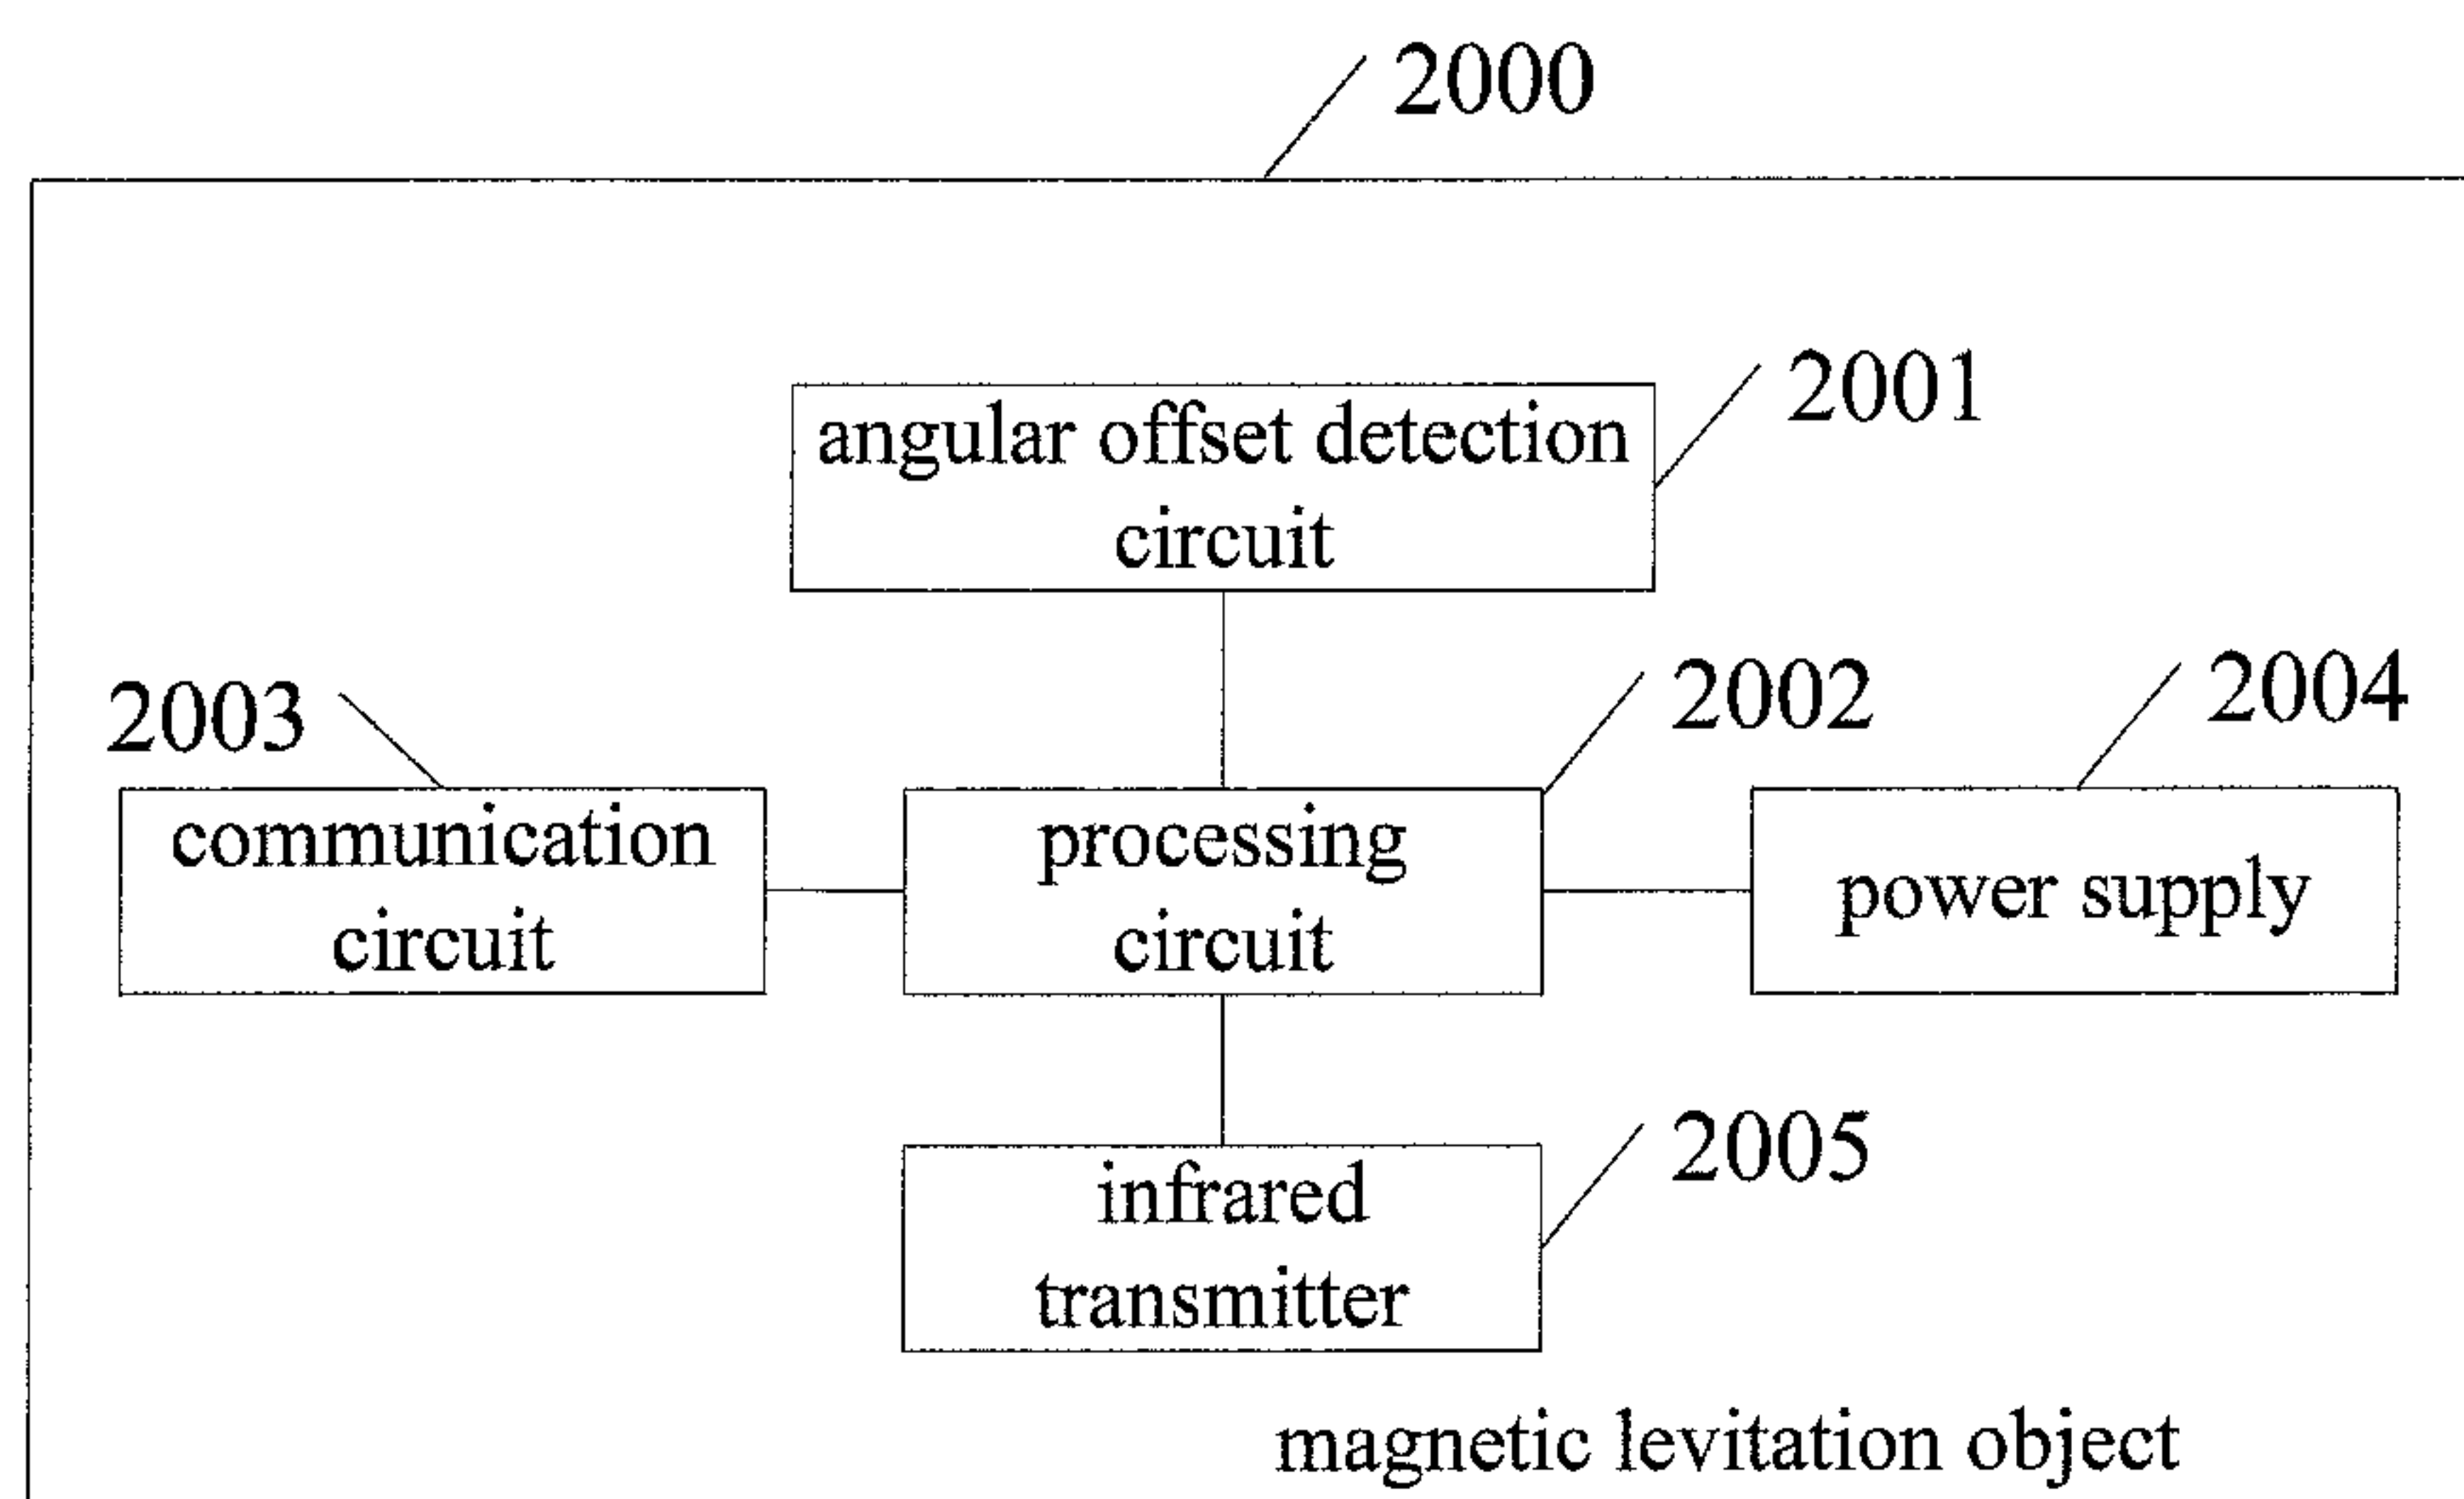 2000
2001
angular offset detection
circuit
2003
2002
2004
communication
circuit
processing
circuit
power supply
2005
infrared
transmitter
magnetic levitation object